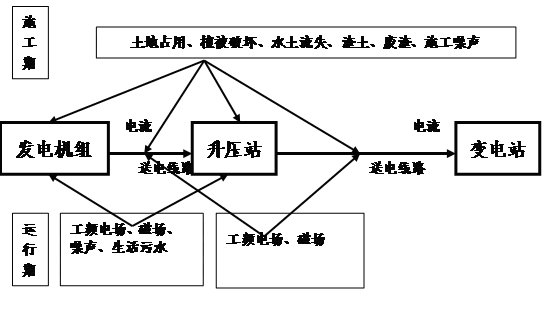 施工期
土地占用、植被破坏、水土流失、渣土、废渣、施工噪声
电流
电流
发电机组
升压站
变电站
送电线路
送电线路
运行期
工频电场、磁场、
噪声、生活污水
工频电场、磁场